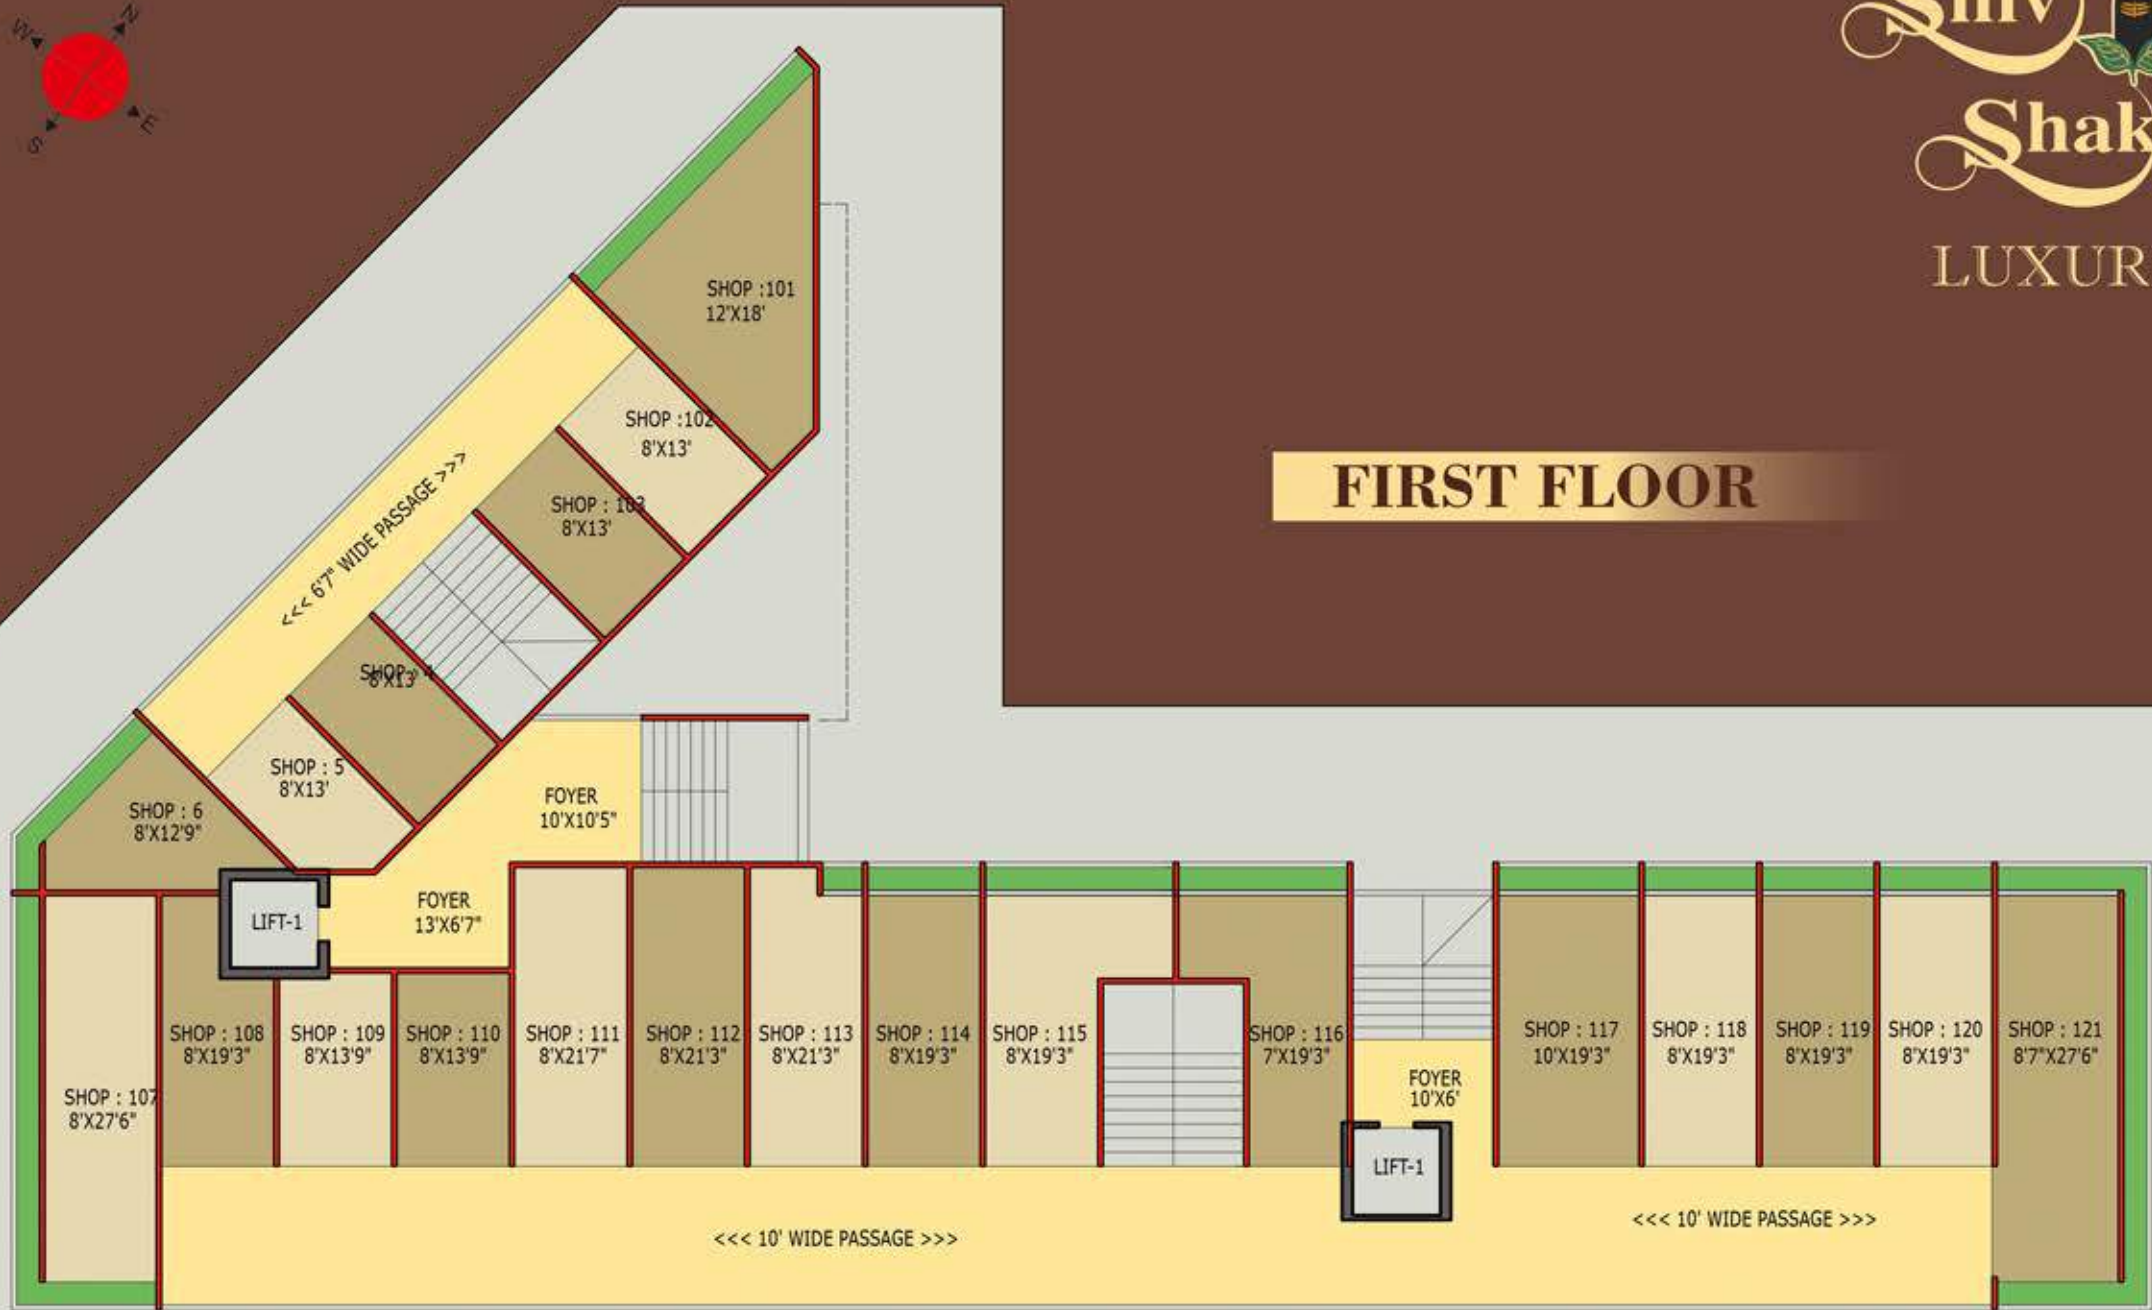 N
W
E
S
Shiv
Shak
LUXUR
FIRST FLOOR
SHOP :101
12'X18'
SHOP :102
8'X13'
SHOP : 103
8'X13'
<<< 6'7" WIDE PASSAGE >>>
SHOP : 4
8'X13'
SHOP : 5
8'X13'
SHOP : 6
8'X12'9"
FOYER
10'X10'5"
FOYER
13'X6'7"
LIFT-1
SHOP : 107
8'X27'6"
SHOP : 108
8'X19'3"
SHOP : 109
8'X13'9"
SHOP : 110
8'X13'9"
SHOP : 111
8'X21'7"
SHOP : 112
8'X21'3"
SHOP : 113
8'X21'3"
SHOP : 114
8'X19'3"
SHOP : 115
8'X19'3"
SHOP : 116
7'X19'3"
FOYER
10'X6'
LIFT-1
SHOP : 117
10'X19'3"
SHOP : 118
8'X19'3"
SHOP : 119
8'X19'3"
SHOP : 120
8'X19'3"
SHOP : 121
8'7"X27'6"
<<< 10' WIDE PASSAGE >>>
<<< 10' WIDE PASSAGE >>>